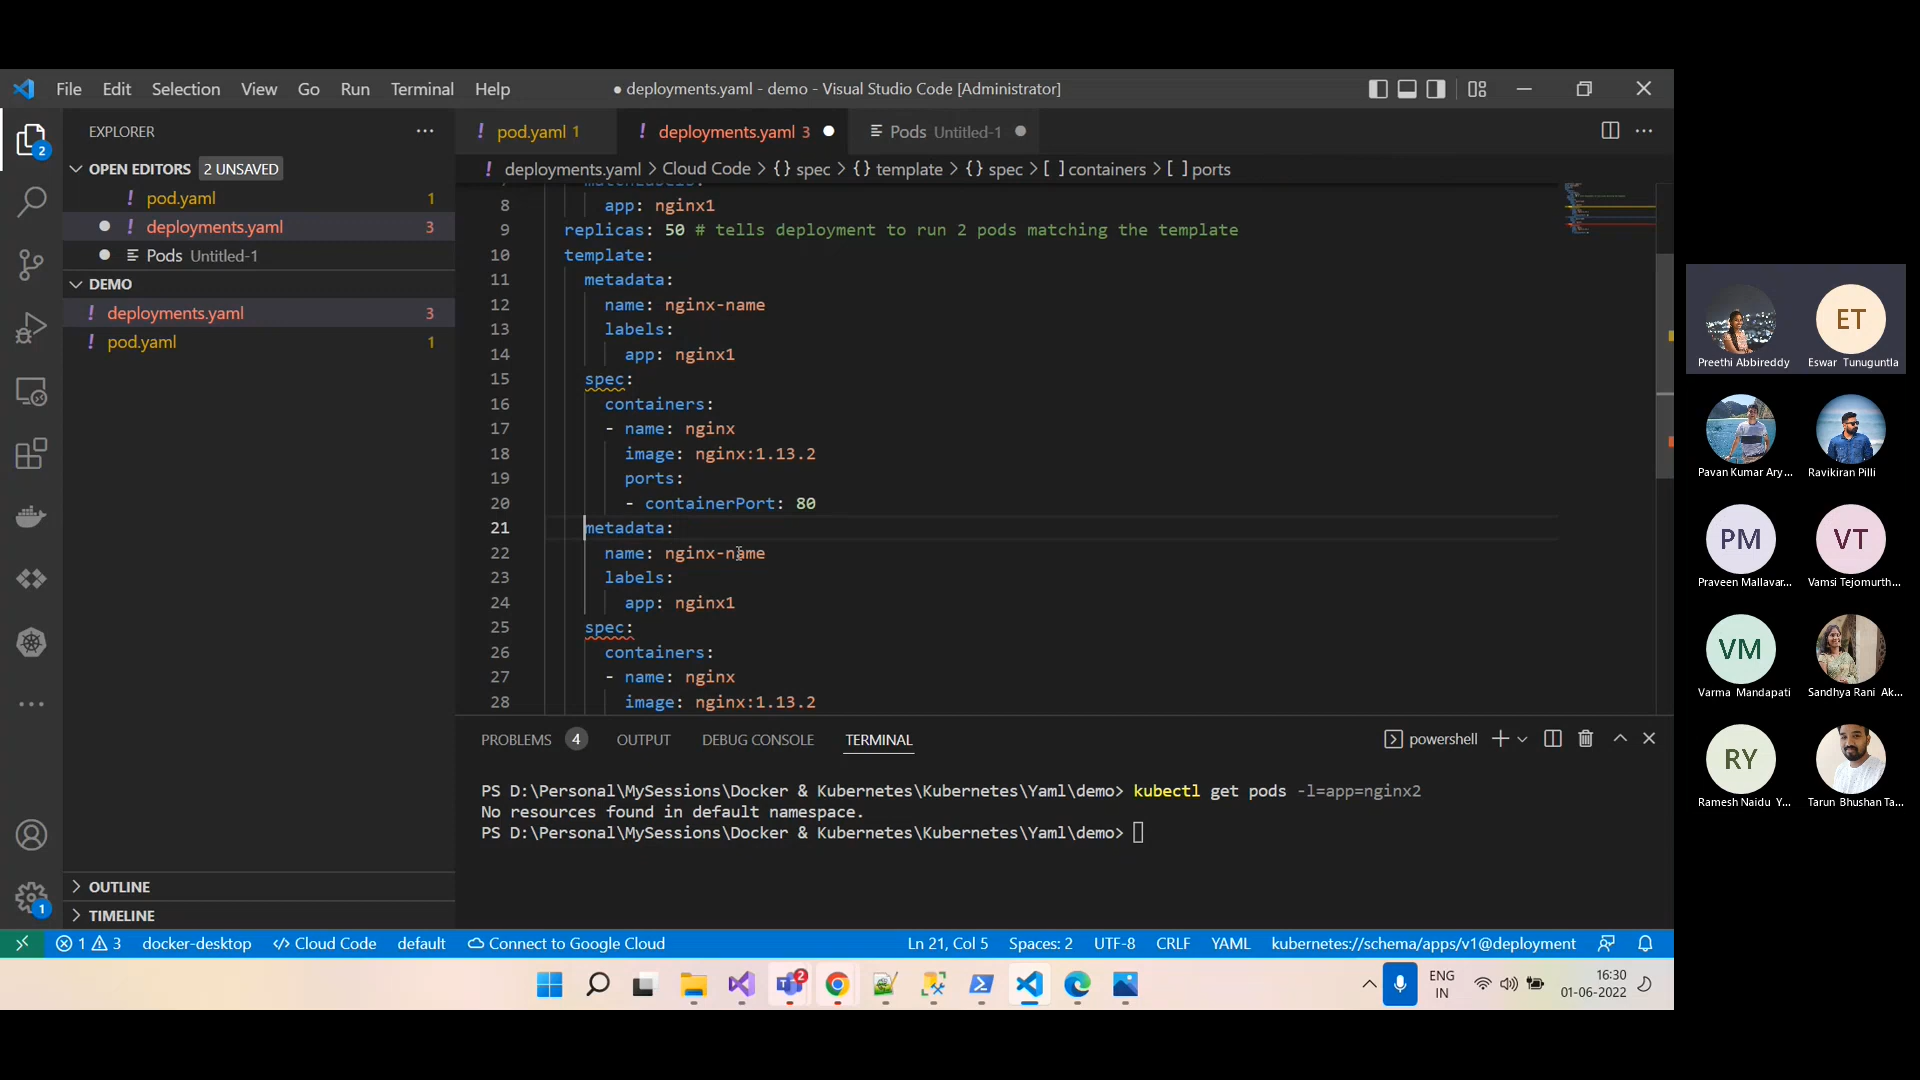 File Edit Selection View Go Run Terminal Help
● deployments.yaml - demo - Visual Studio Code [Administrator]
EXPLORER
2
OPEN EDITORS 2 UNSAVED
! pod.yaml 1
● ! deployments.yaml 3
● Pods Untitled-1
DEMO
! deployments.yaml 3
! pod.yaml 1
OUTLINE
TIMELINE
1
! pod.yaml 1
! deployments.yaml 3 ●
Pods Untitled-1 ●
! deployments.yaml > Cloud Code > {} spec > {} template > {} spec > [ ] containers > [ ] ports
7 matchLabels:
8 app: nginx1
9 replicas: 50 # tells deployment to run 2 pods matching the template
10 template:
11 metadata:
12 name: nginx-name
13 labels:
14 app: nginx1
15 spec:
16 containers:
17 - name: nginx
18 image: nginx:1.13.2
19 ports:
20 - containerPort: 80
21 metadata:
22 name: nginx-name
23 labels:
24 app: nginx1
25 spec:
26 containers:
27 - name: nginx
28 image: nginx:1.13.2
PROBLEMS 4 OUTPUT DEBUG CONSOLE TERMINAL
powershell
PS D:\Personal\MySessions\Docker & Kubernetes\Kubernetes\Yaml\demo> kubectl get pods -l=app=nginx2
No resources found in default namespace.
PS D:\Personal\MySessions\Docker & Kubernetes\Kubernetes\Yaml\demo>
1 3 docker-desktop </> Cloud Code default Connect to Google Cloud
Ln 21, Col 5 Spaces: 2 UTF-8 CRLF YAML kubernetes://schema/apps/v1@deployment
2
ENG
IN
16:30
01-06-2022
Preethi Abbireddy
ET
Eswar Tunuguntla
Pavan Kumar Ary...
Ravikiran Pilli
PM
Praveen Mallavar...
VT
Vamsi Tejomurth...
VM
Varma Mandapati
Sandhya Rani Ak...
RY
Ramesh Naidu Y...
Tarun Bhushan Ta...